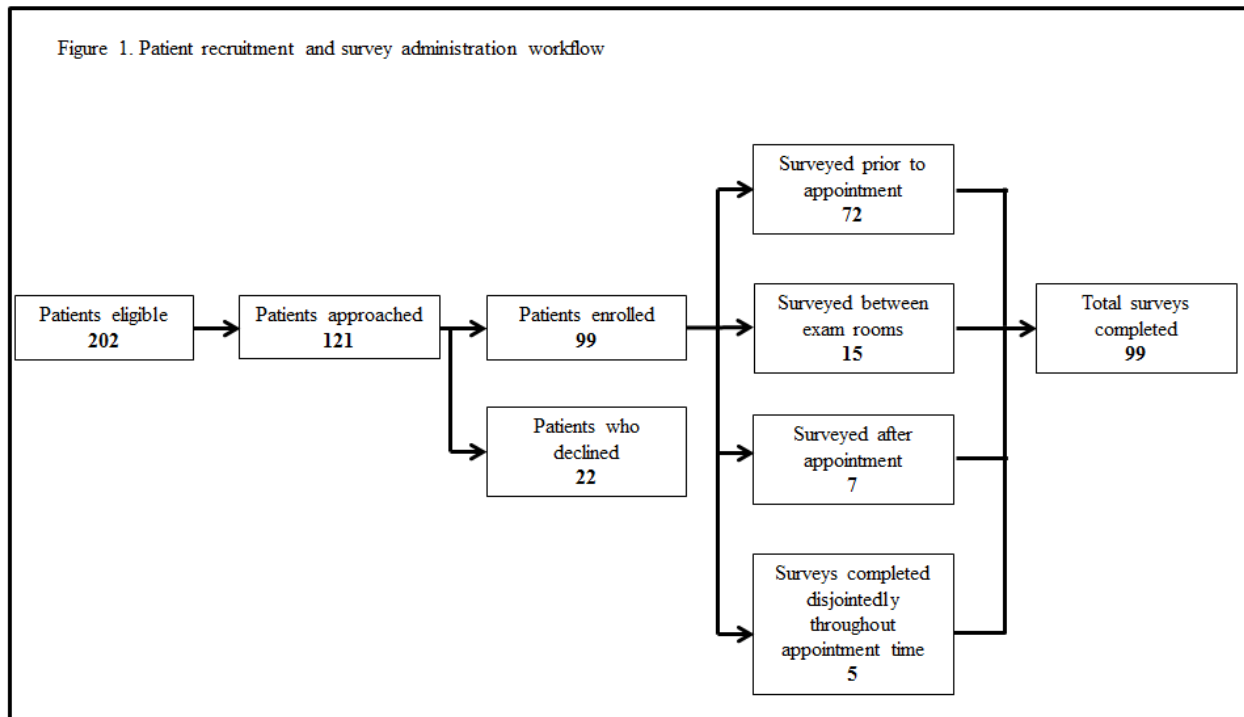 Figure 1. Patient recruitment and survey administration workflow
Patients eligible
202
Patients approached
121
Patients enrolled
99
Patients who
declined
22
Surveyed prior to
appointment
72
Surveyed between
exam rooms
15
Surveyed after
appointment
7
Surveys completed
disjointedly
throughout
appointment time
5
Total surveys
completed
99